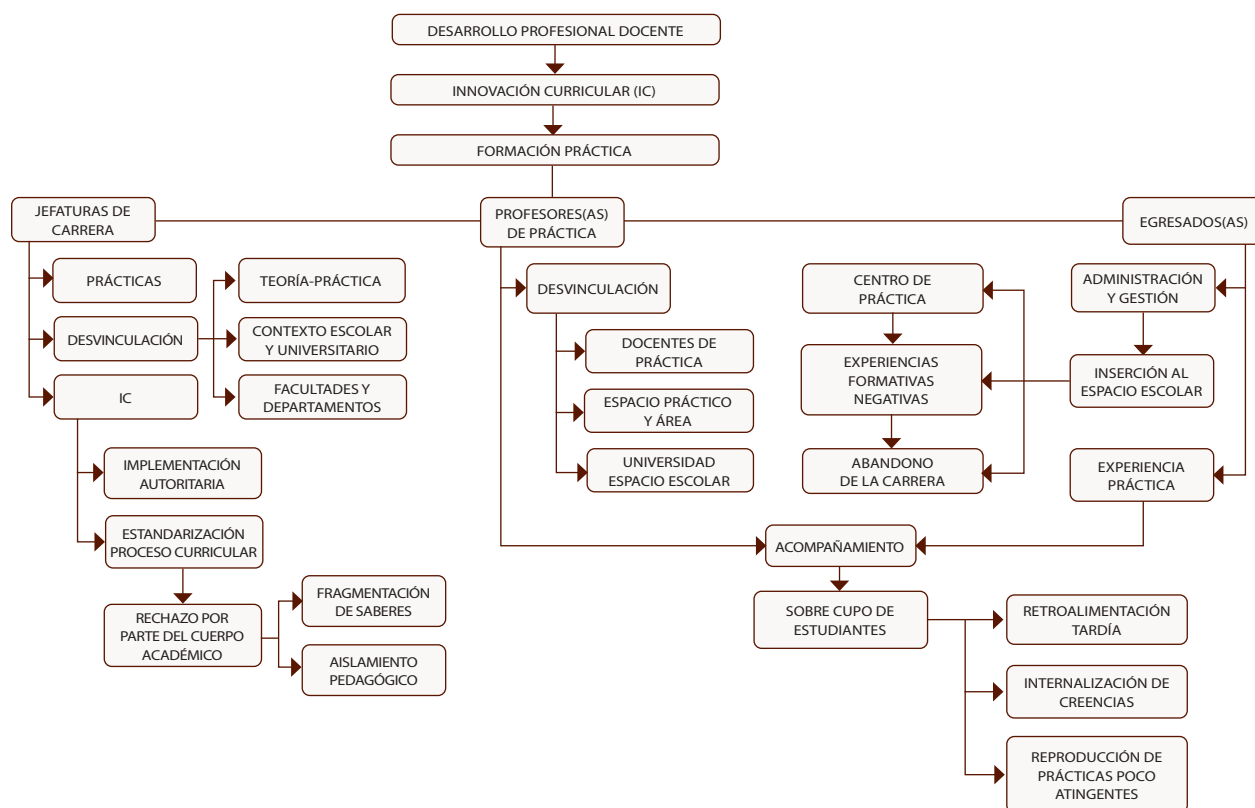 DESARROLLO PROFESIONAL DOCENTE
INNOVACIÓN CURRICULAR (IC)
FORMACIÓN PRÁCTICA
JEFATURAS DE
CARRERA
PROFESORES(AS)
DE PRÁCTICA
EGRESADOS(AS)
PRÁCTICAS
DESVINCULACIÓN
IC
TEORÍA-PRÁCTICA
CONTEXTO ESCOLAR
Y UNIVERSITARIO
FACULTADES Y
DEPARTAMENTOS
IMPLEMENTACIÓN
AUTORITARIA
ESTANDARIZACIÓN
PROCESO CURRICULAR
RECHAZO POR
PARTE DEL CUERPO
ACADÉMICO
FRAGMENTACIÓN
DE SABERES
AISLAMIENTO
PEDAGÓGICO
DESVINCULACIÓN
DOCENTES DE
PRÁCTICA
ESPACIO PRÁCTICO
Y ÁREA
UNIVERSIDAD
ESPACIO ESCOLAR
CENTRO DE
PRÁCTICA
EXPERIENCIAS
FORMATIVAS
NEGATIVAS
ABANDONO
DE LA CARRERA
ADMINISTRACIÓN
Y GESTIÓN
INSERCIÓN AL
ESPACIO ESCOLAR
EXPERIENCIA
PRÁCTICA
ACOMPAÑAMIENTO
SOBRE CUPO DE
ESTUDIANTES
RETROALIMENTACIÓN
TARDÍA
INTERNALIZACIÓN DE
CREENCIAS
REPRODUCCIÓN DE
PRÁCTICAS POCO
ATINGENTES